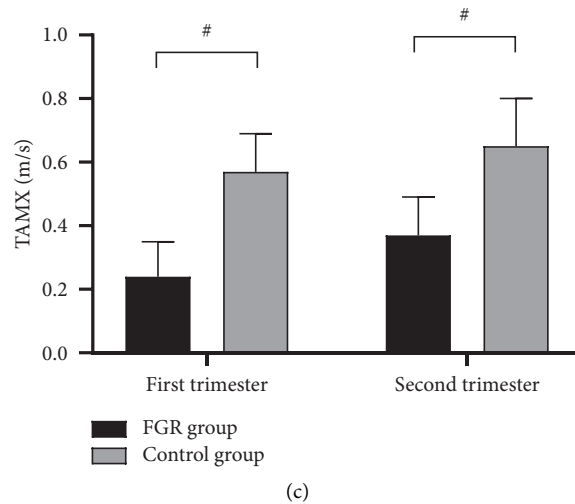 # #
1.0
0.8
0.6
0.4
0.2
0.0
TAMX (m/s)
First trimester Second trimester
FGR group
Control group
(c)